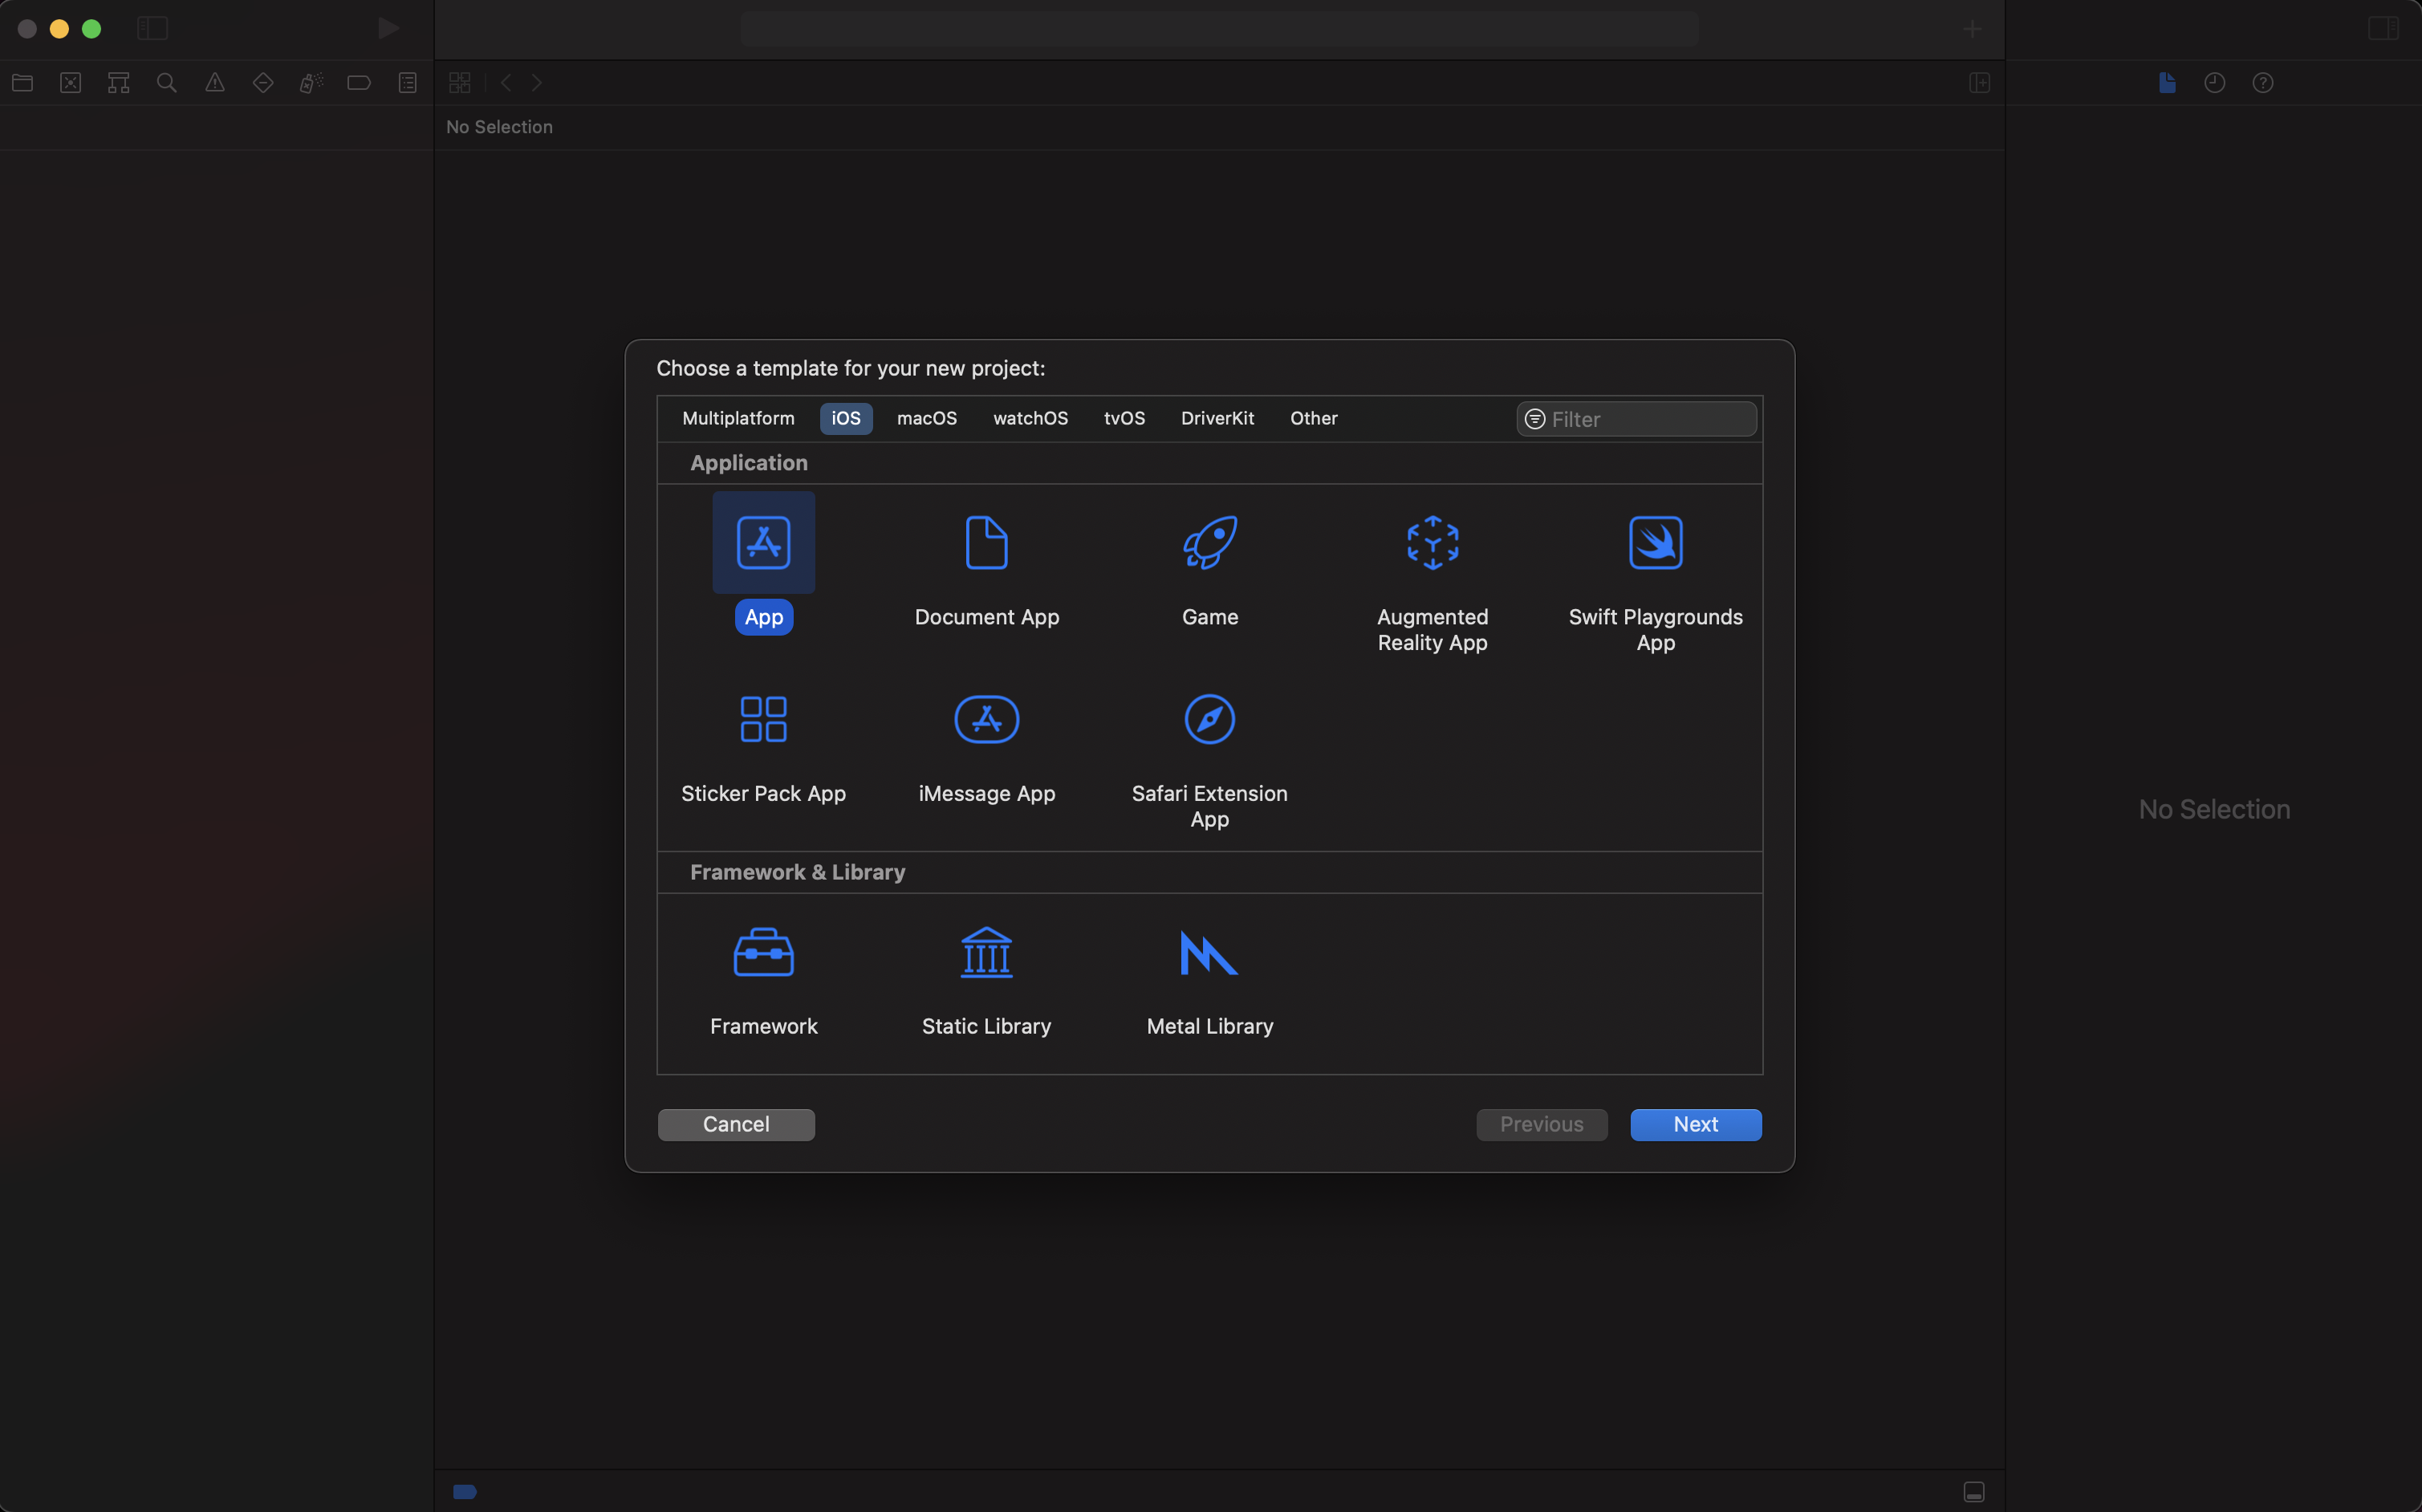 No Selection
Choose a template for your new project:
Multiplatform iOS macOS watchOS tvOS DriverKit Other Filter
Application
App Document App Game Augmented Reality App Swift Playgrounds App
Sticker Pack App iMessage App Safari Extension App
No Selection
Framework & Library
Framework Static Library Metal Library
Cancel Previous Next